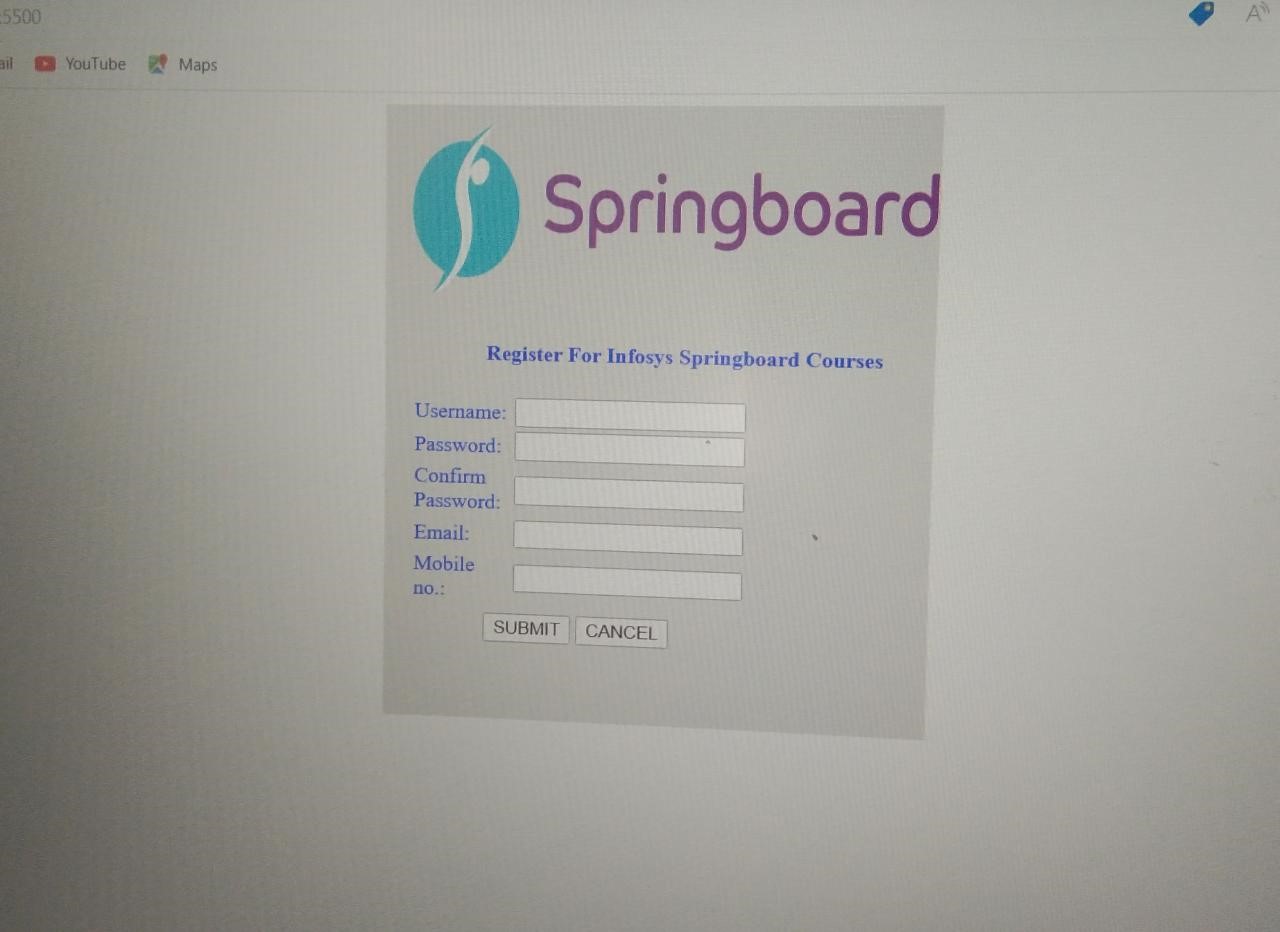 :5500
ail YouTube Maps
Springboard
Register For Infosys Springboard Courses
Username:
Password:
Confirm
Password:
Email:
Mobile
no.:
SUBMIT CANCEL